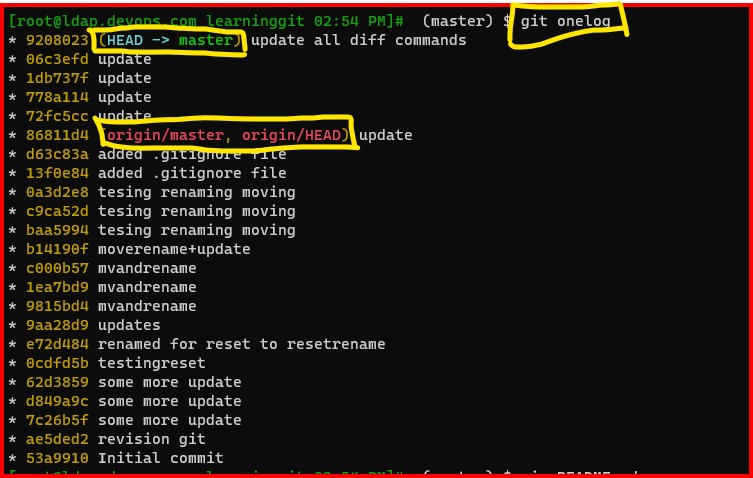 [root@ldap.devops.com learninggit 02:54 PM]#  (master) $ git onelog
* 9208023 (HEAD -> master) update all diff commands
* 06c3efd update
* 1db737f update
* 778a114 update
* 72fc5cc update
* 86811d4 (origin/master, origin/HEAD) update
* d63c83a added .gitignore file
* 13f0e84 added .gitignore file
* 0a3d2e8 tesing renaming moving
* c9ca52d tesing renaming moving
* baa5994 tesing renaming moving
* b14190f moverename+update
* c000b57 mvandrename
* 1ea7bd9 mvandrename
* 9815bd4 mvandrename
* 9aa28d9 updates
* e72d484 renamed for reset to resetrename
* 0cdfd5b testingreset
* 62d3859 some more update
* d849a9c some more update
* 7c26b5f some more update
* ae5ded2 revision git
* 53a9910 Initial commit